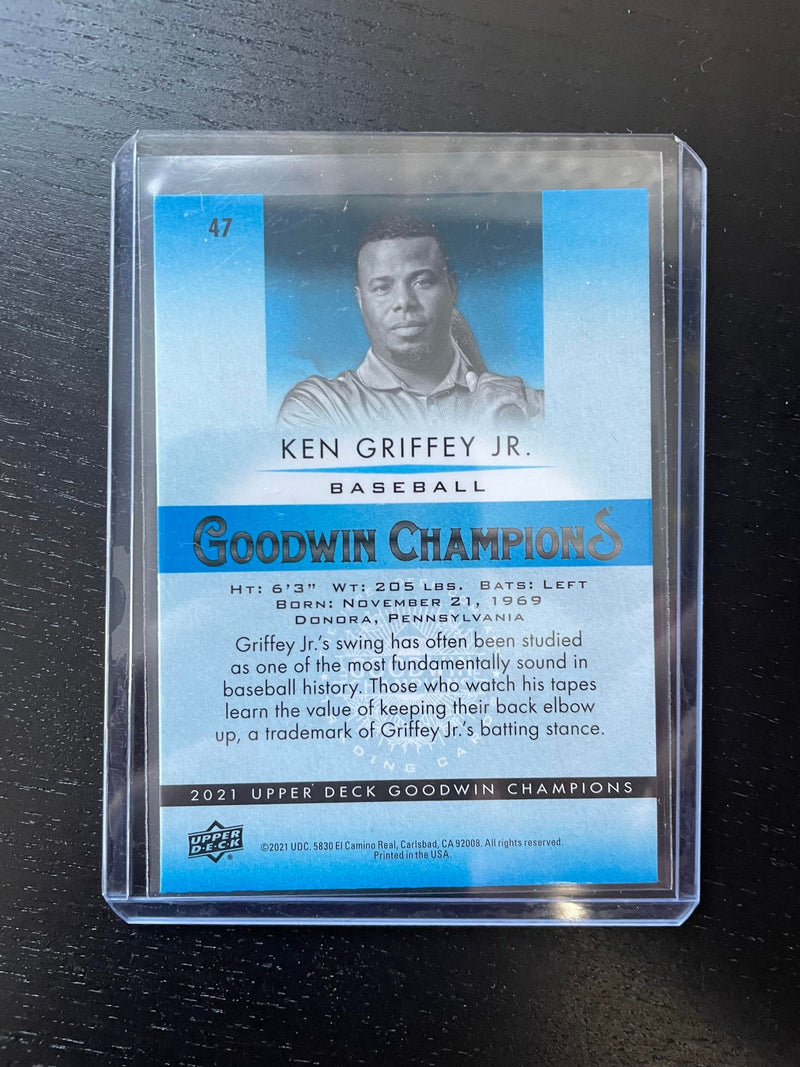 47
KEN GRIFFEY JR.
BASEBALL
GOODWIN CHAMPIONS
HT: 6'3" WT: 205 LBS. BATS: LEFT
BORN: NOVEMBER 21, 1969
DONORA, PENNSYLVANIA
Griffey Jr.'s swing has often been studied
as one of the most fundamentally sound in
baseball history. Those who watch his tapes
learn the value of keeping their back elbow
up, a trademark of Griffey Jr.'s batting stance.
2021 UPPER DECK GOODWIN CHAMPIONS
UPPER
D·E·C·K
®
©2021 UDC. 5830 El Camino Real, Carlsbad, CA 92008. All rights reserved.
Printed in the USA.